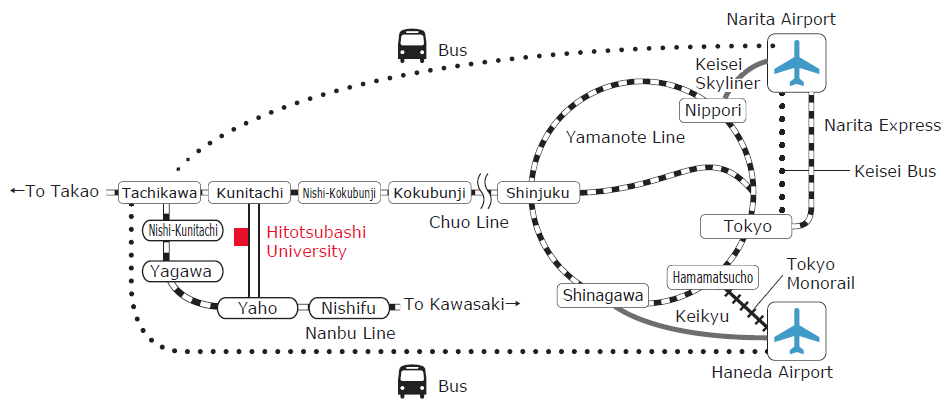 Narita Airport
Bus
Keisei
Skyliner
Nippori
Narita Express
Yamanote Line
Keisei Bus
←To Takao
Tachikawa
Kunitachi
Nishi-Kokubunji
Kokubunji
Shinjuku
Chuo Line
Nishi-Kunitachi
Hitotsubashi
University
Tokyo
Yagawa
Hamamatsucho
Tokyo
Monorail
Shinagawa
Yaho
Nishifu
To Kawasaki→
Keikyu
Nanbu Line
Haneda Airport
Bus